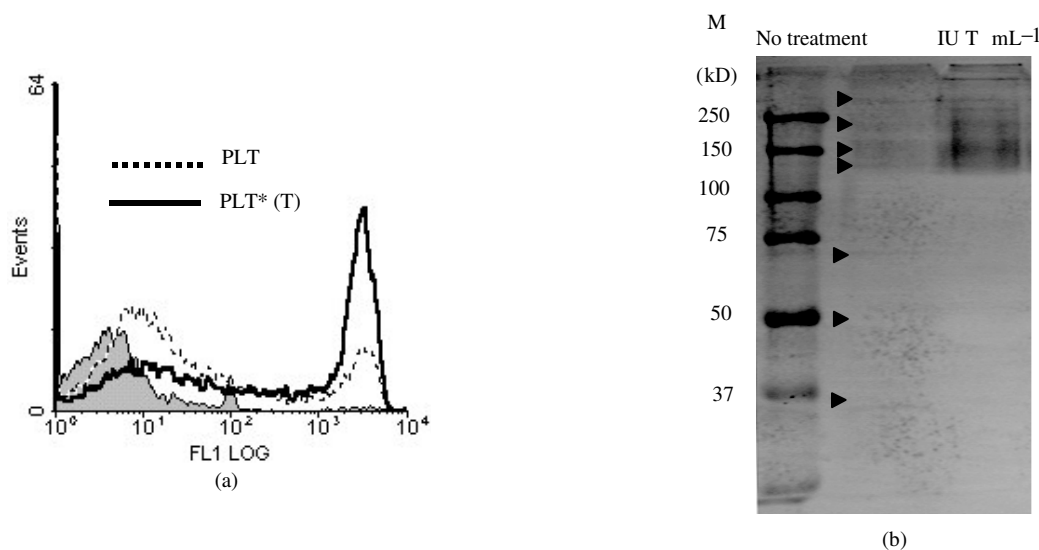 64
Events
0
PLT
PLT* (T)
10^0 10^1 10^2 10^3 10^4
FL1 LOG
(a)
M
No treatment IU T mL–1
(kD)
250
150
100
75
50
37
(b)